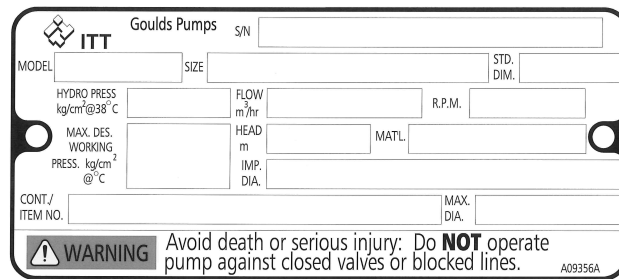 ITT Goulds Pumps S/N
MODEL SIZE STD. DIM.
HYDRO PRESS kg/cm²@38°C FLOW m³/hr R.P.M.
MAX. DES. WORKING PRESS. kg/cm² @°C HEAD m MAT'L.
IMP. DIA.
CONT./ ITEM NO. MAX. DIA.
WARNING Avoid death or serious injury: Do NOT operate
pump against closed valves or blocked lines.
A09356A